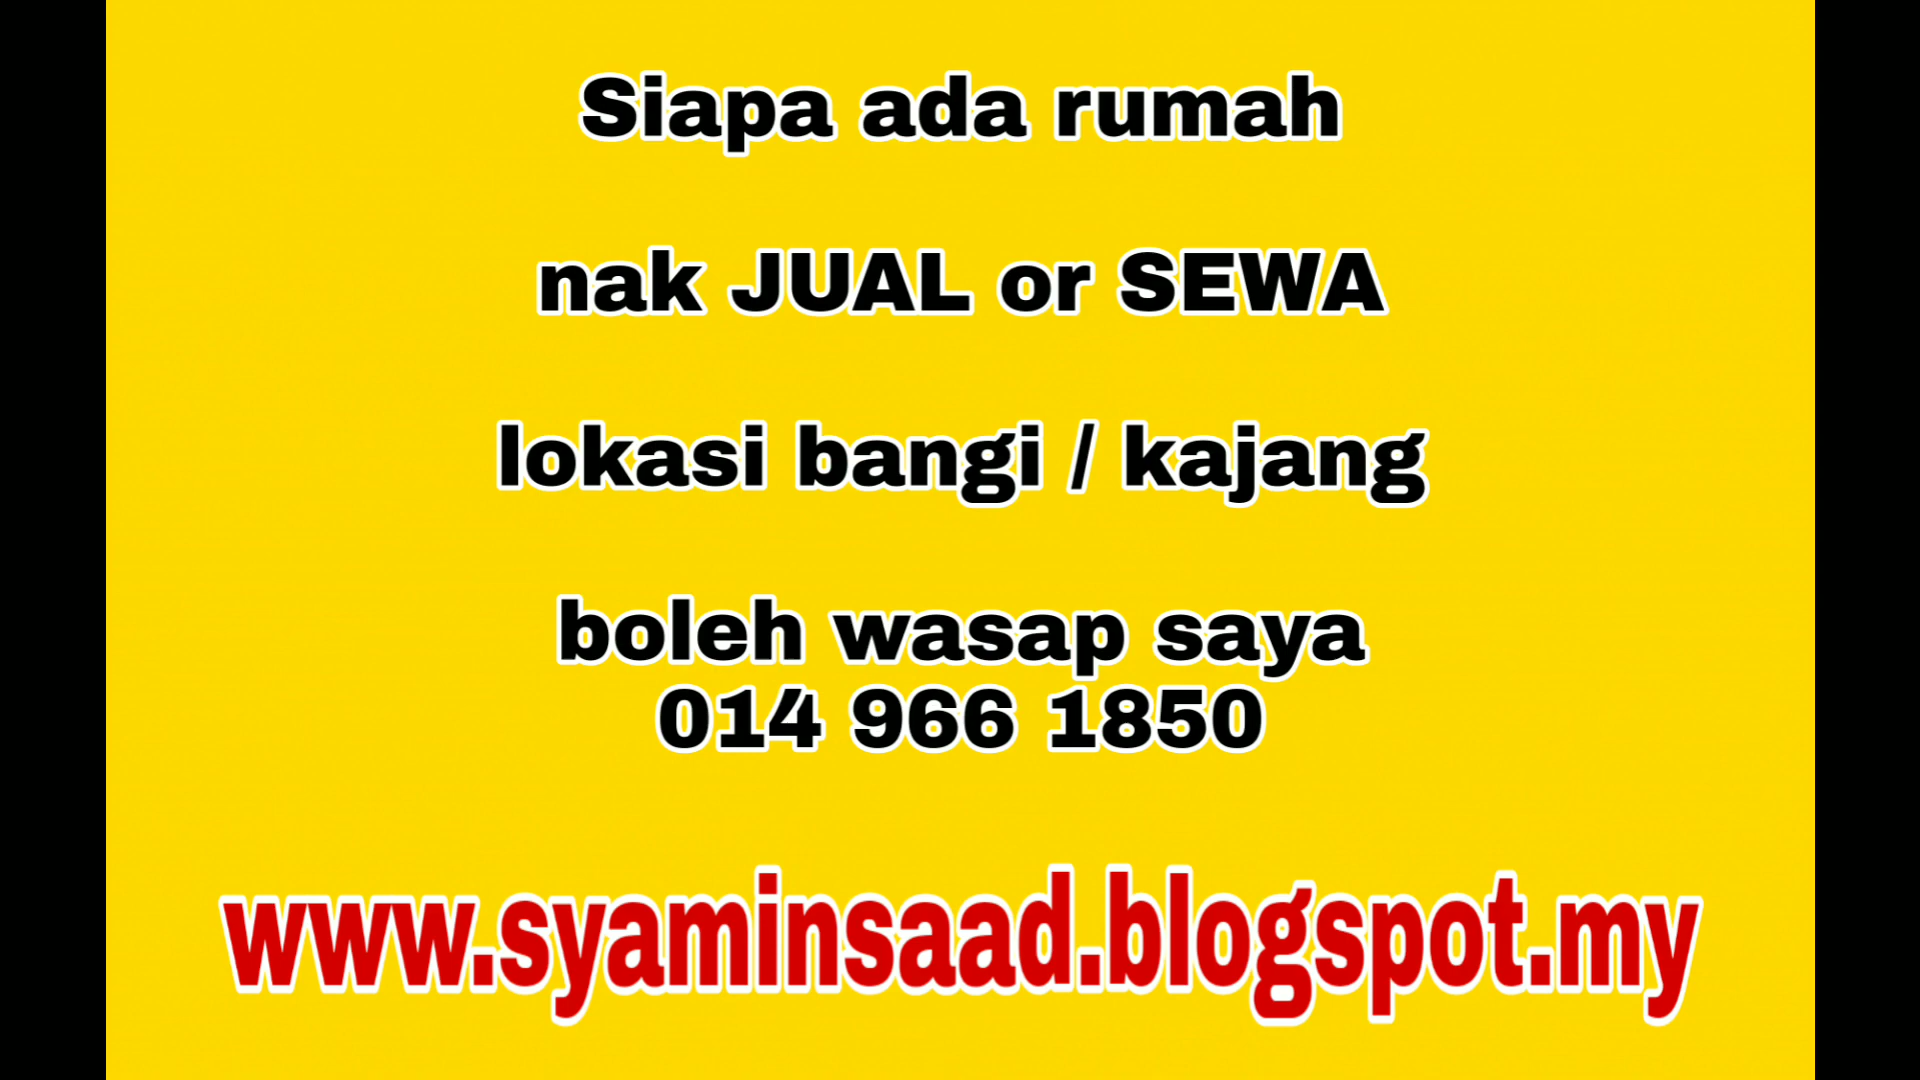 Siapa ada rumah
nak JUAL or SEWA
lokasi bangi / kajang
boleh wasap saya
014 966 1850
www.syaminsaad.blogspot.my